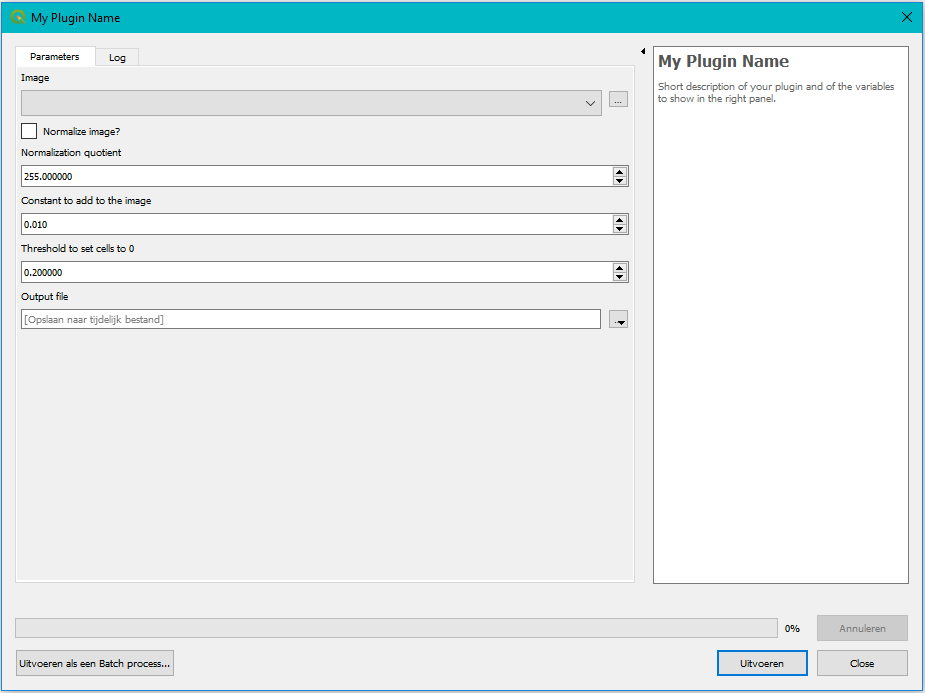 My Plugin Name
Parameters
Log
Image
...
Normalize image?
Normalization quotient
255.000000
Constant to add to the image
0.010
Threshold to set cells to 0
0.200000
Output file
[Opslaan naar tijdelijk bestand]
My Plugin Name
Short description of your plugin and of the variables
to show in the right panel.
0%
Annuleren
Uitvoeren als een Batch process...
Uitvoeren
Close